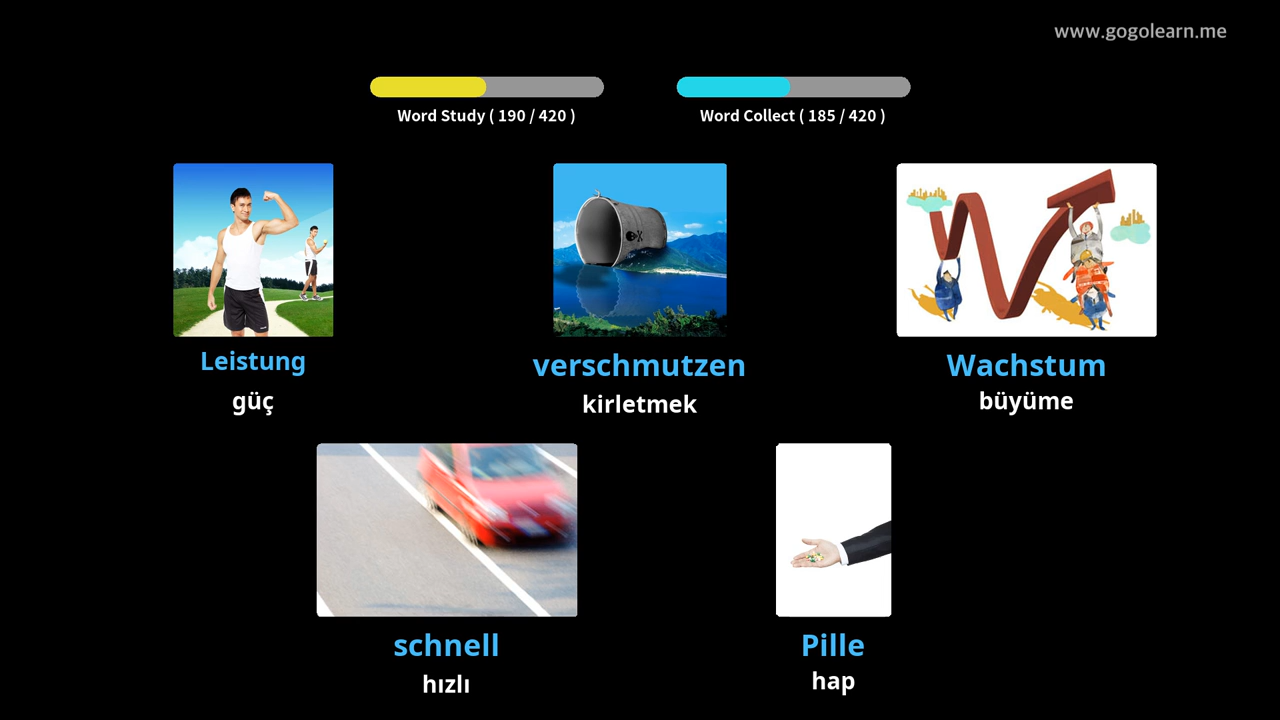 www.gogolearn.me
Word Study ( 190 / 420 )
Word Collect ( 185 / 420 )
Leistung
güç
verschmutzen
kirletmek
Wachstum
büyüme
schnell
hızlı
Pille
hap